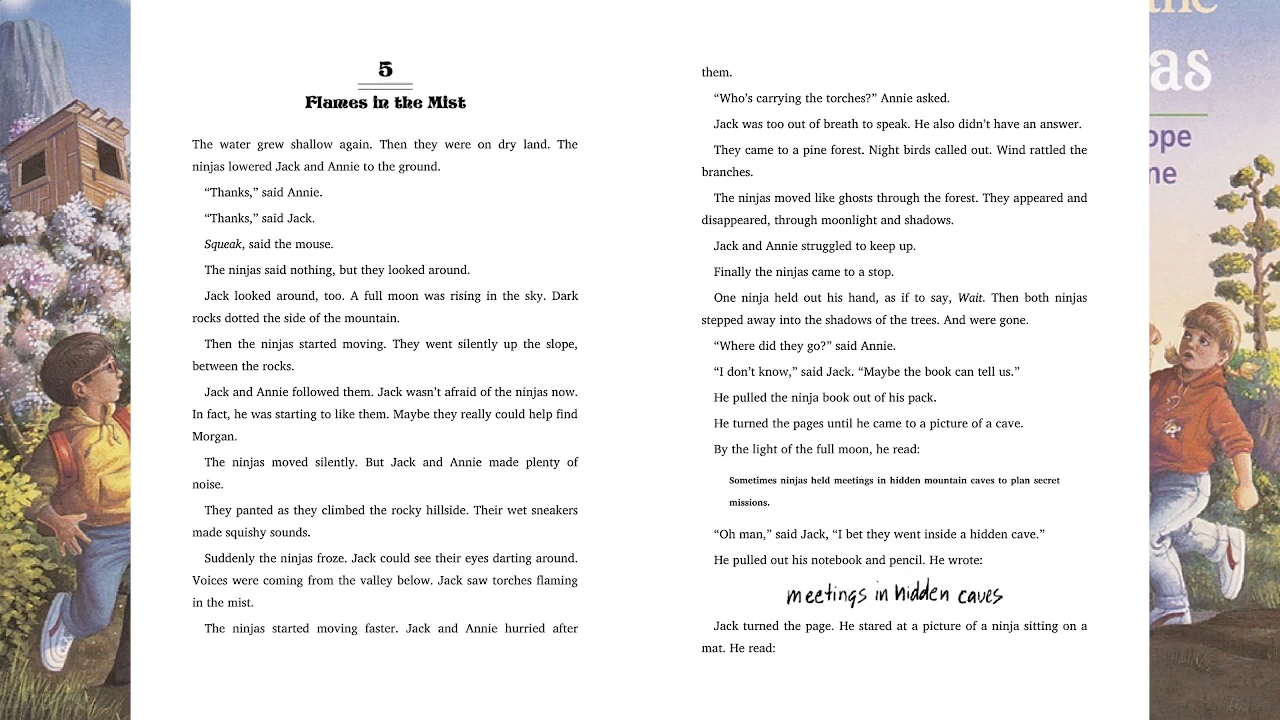 5
Flames in the Mist
The water grew shallow again. Then they were on dry land. The
ninjas lowered Jack and Annie to the ground.
“Thanks,” said Annie.
“Thanks,” said Jack.
Squeak, said the mouse.
The ninjas said nothing, but they looked around.
Jack looked around, too. A full moon was rising in the sky. Dark
rocks dotted the side of the mountain.
Then the ninjas started moving. They went silently up the slope,
between the rocks.
Jack and Annie followed them. Jack wasn’t afraid of the ninjas now.
In fact, he was starting to like them. Maybe they really could help find
Morgan.
The ninjas moved silently. But Jack and Annie made plenty of
noise.
They panted as they climbed the rocky hillside. Their wet sneakers
made squishy sounds.
Suddenly the ninjas froze. Jack could see their eyes darting around.
Voices were coming from the valley below. Jack saw torches flaming
in the mist.
The ninjas started moving faster. Jack and Annie hurried after
them.
“Who’s carrying the torches?” Annie asked.
Jack was too out of breath to speak. He also didn’t have an answer.
They came to a pine forest. Night birds called out. Wind rattled the
branches.
The ninjas moved like ghosts through the forest. They appeared and
disappeared, through moonlight and shadows.
Jack and Annie struggled to keep up.
Finally the ninjas came to a stop.
One ninja held out his hand, as if to say, Wait. Then both ninjas
stepped away into the shadows of the trees. And were gone.
“Where did they go?” said Annie.
“I don’t know,” said Jack. “Maybe the book can tell us.”
He pulled the ninja book out of his pack.
He turned the pages until he came to a picture of a cave.
By the light of the full moon, he read:
Sometimes ninjas held meetings in hidden mountain caves to plan secret
missions.
“Oh man,” said Jack, “I bet they went inside a hidden cave.”
He pulled out his notebook and pencil. He wrote:
meetings in hidden caves
Jack turned the page. He stared at a picture of a ninja sitting on a
mat. He read:
the
as
ope
ne